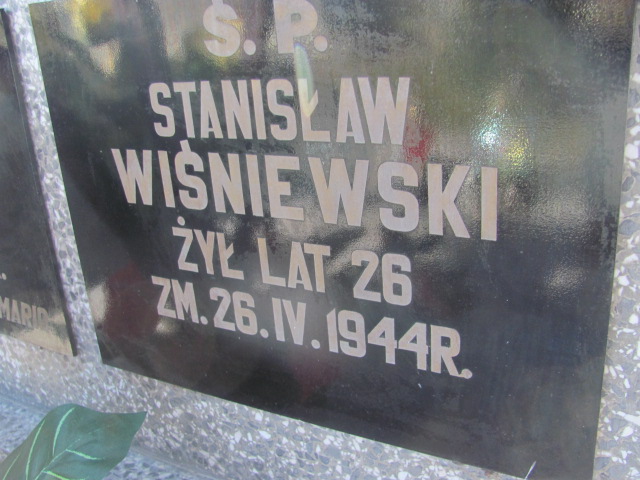 Ś. P.
STANISŁAW
WIŚNIEWSKI
ŻYŁ LAT 26
ZM. 26. IV. 1944R.